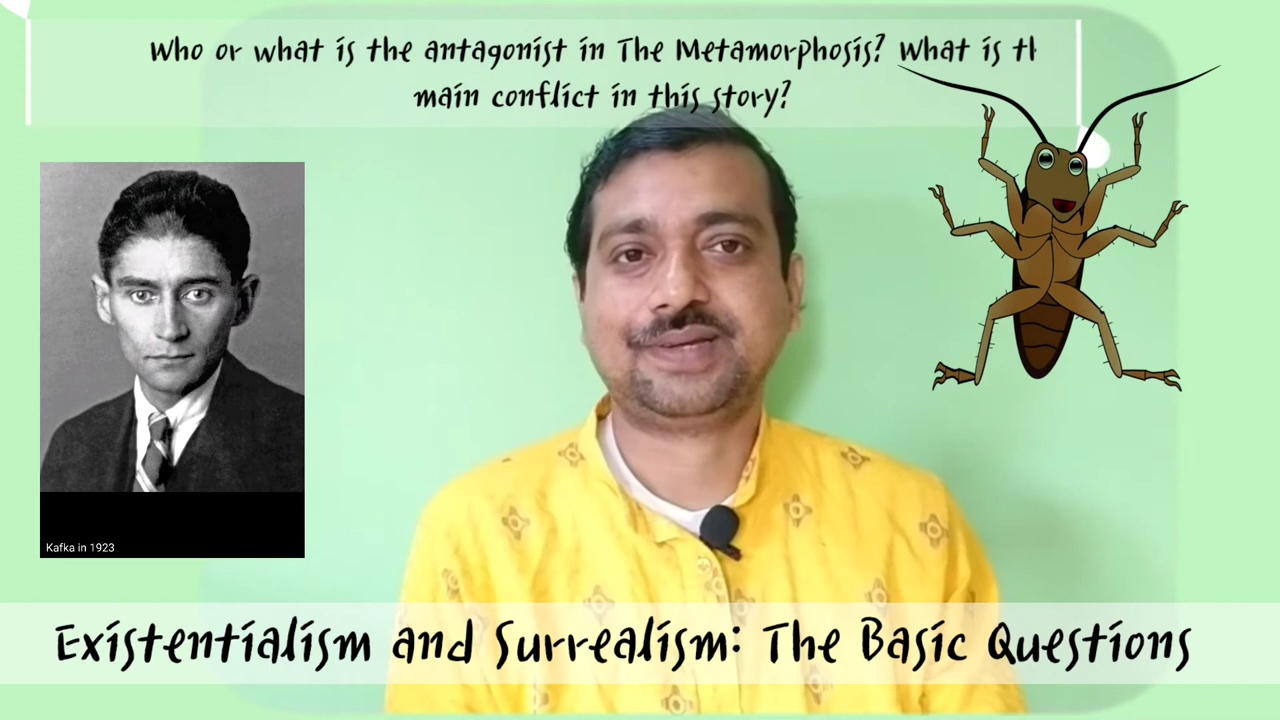 Who or what is the antagonist in The Metamorphosis? What is th
main conflict in this story?
Kafka in 1923
Existentialism and Surrealism: The Basic Questions